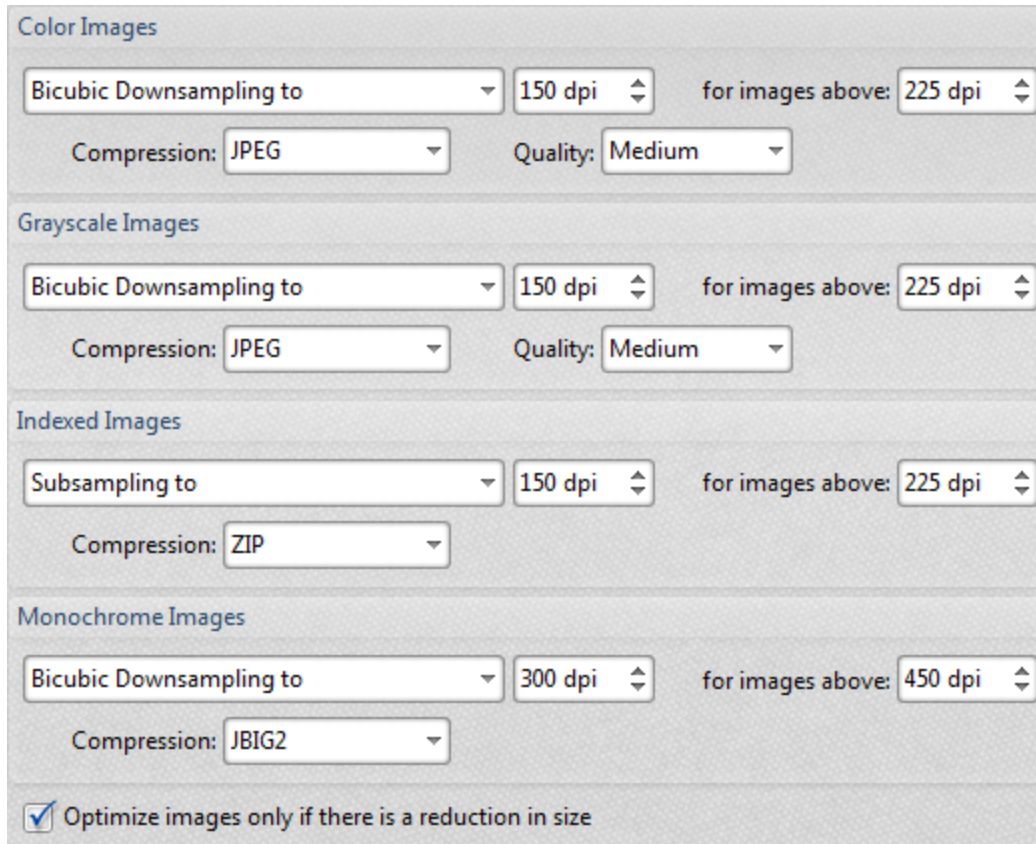 Color Images
Bicubic Downsampling to 150 dpi for images above: 225 dpi
Compression: JPEG Quality: Medium
Grayscale Images
Bicubic Downsampling to 150 dpi for images above: 225 dpi
Compression: JPEG Quality: Medium
Indexed Images
Subsampling to 150 dpi for images above: 225 dpi
Compression: ZIP
Monochrome Images
Bicubic Downsampling to 300 dpi for images above: 450 dpi
Compression: JBIG2
Optimize images only if there is a reduction in size